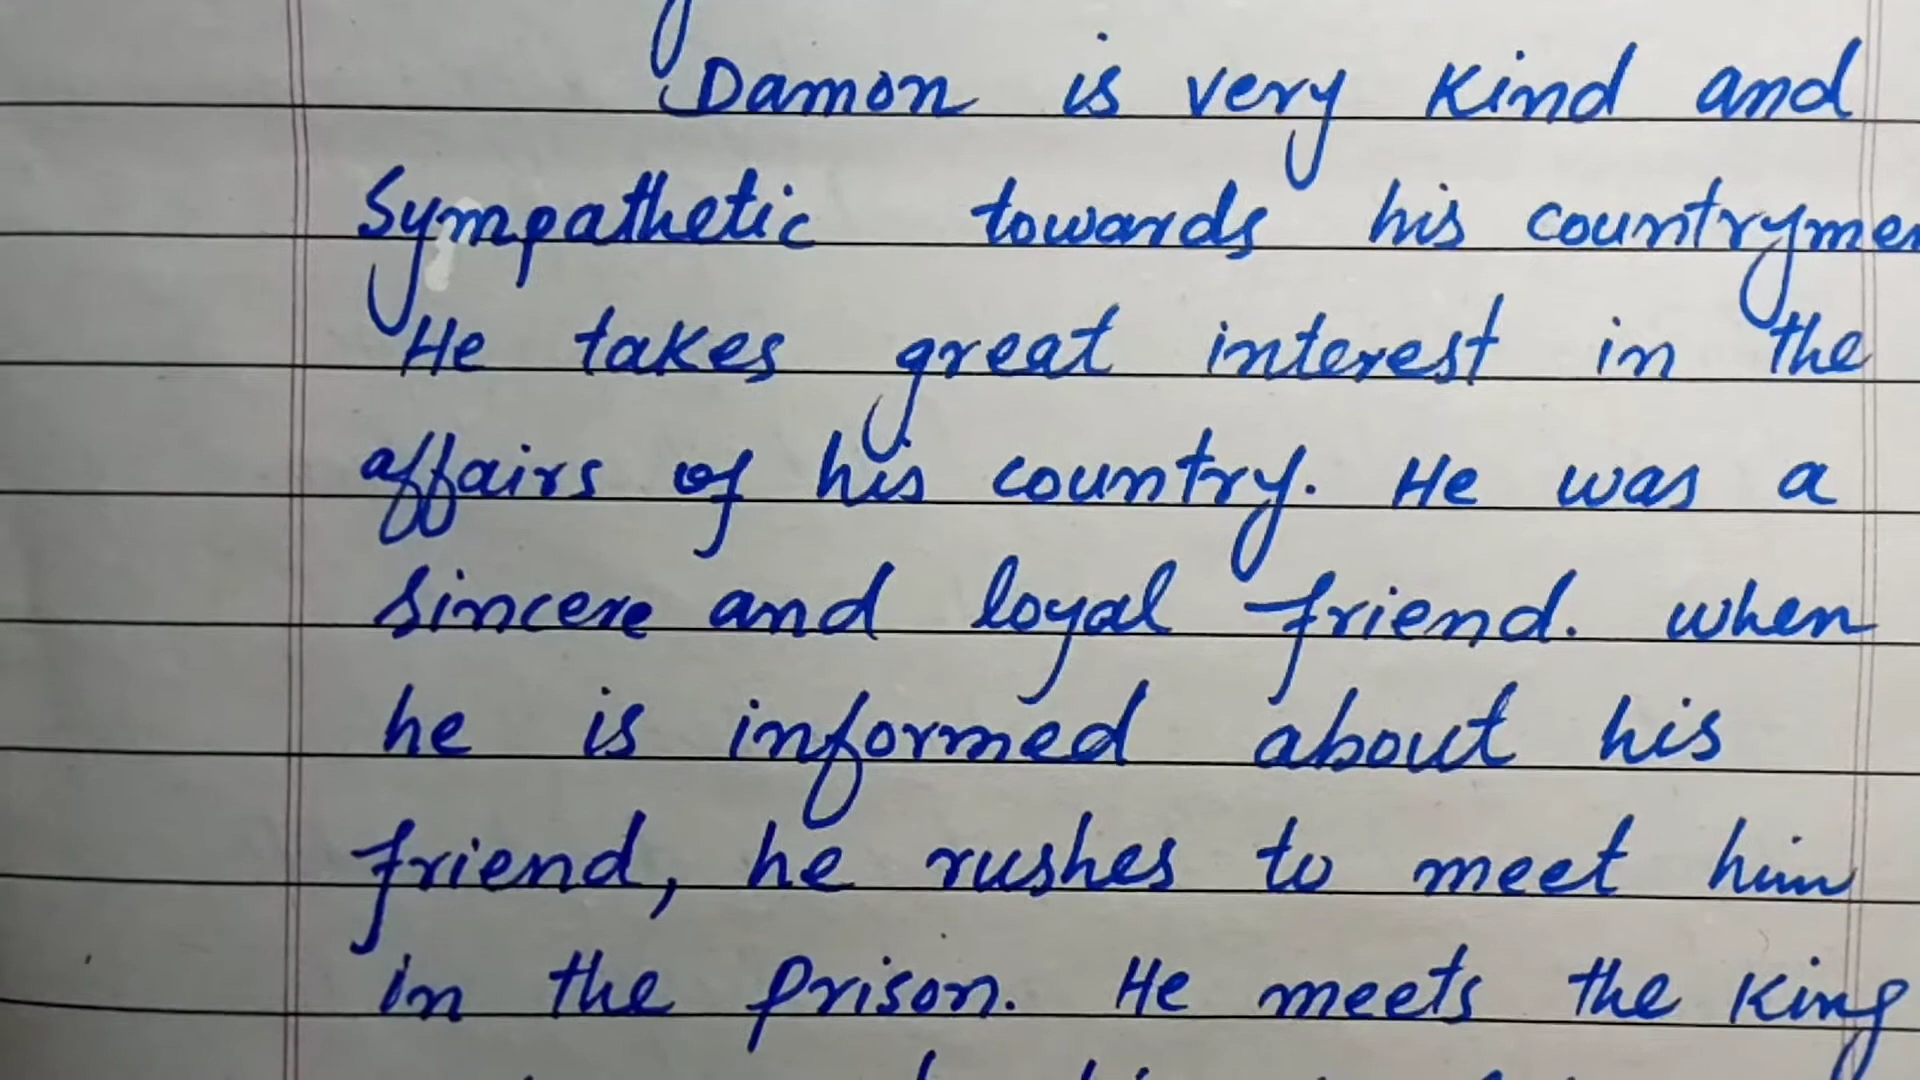 Damon is very kind and
Sympathetic towards his countrymen
He takes great interest in the
affairs of his country. He was a
sincere and loyal friend. when
he is informed about his
friend, he rushes to meet him
in the prison. He meets the king